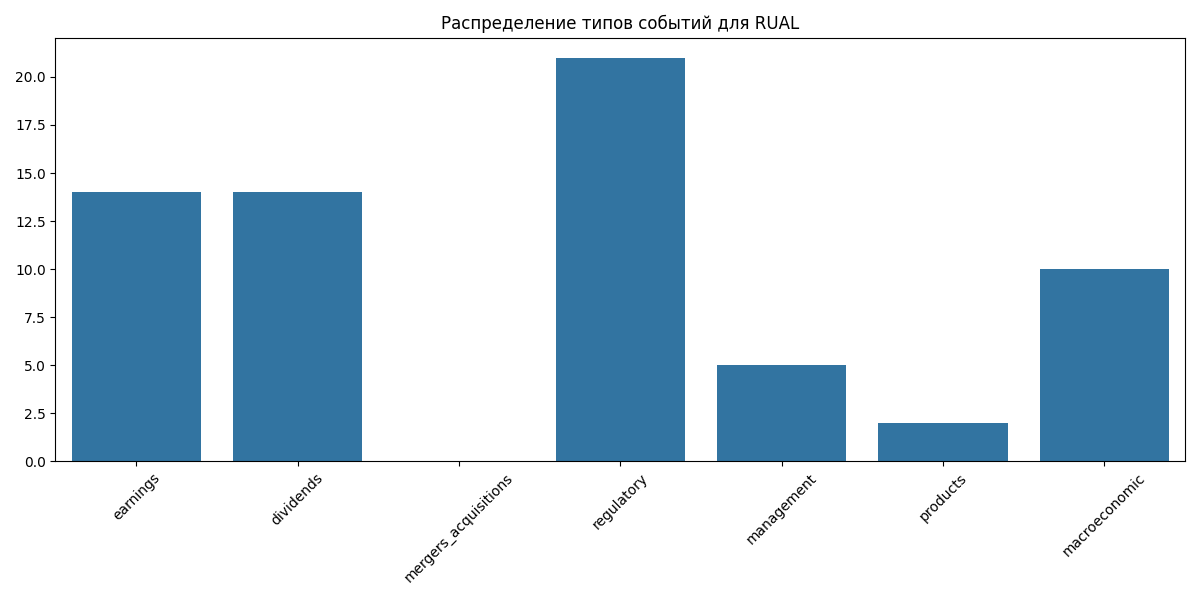 Распределение типов событий для RUAL
20.0
17.5
15.0
12.5
10.0
7.5
5.0
2.5
0.0
earnings
dividends
mergers_acquisitions
regulatory
management
products
macroeconomic